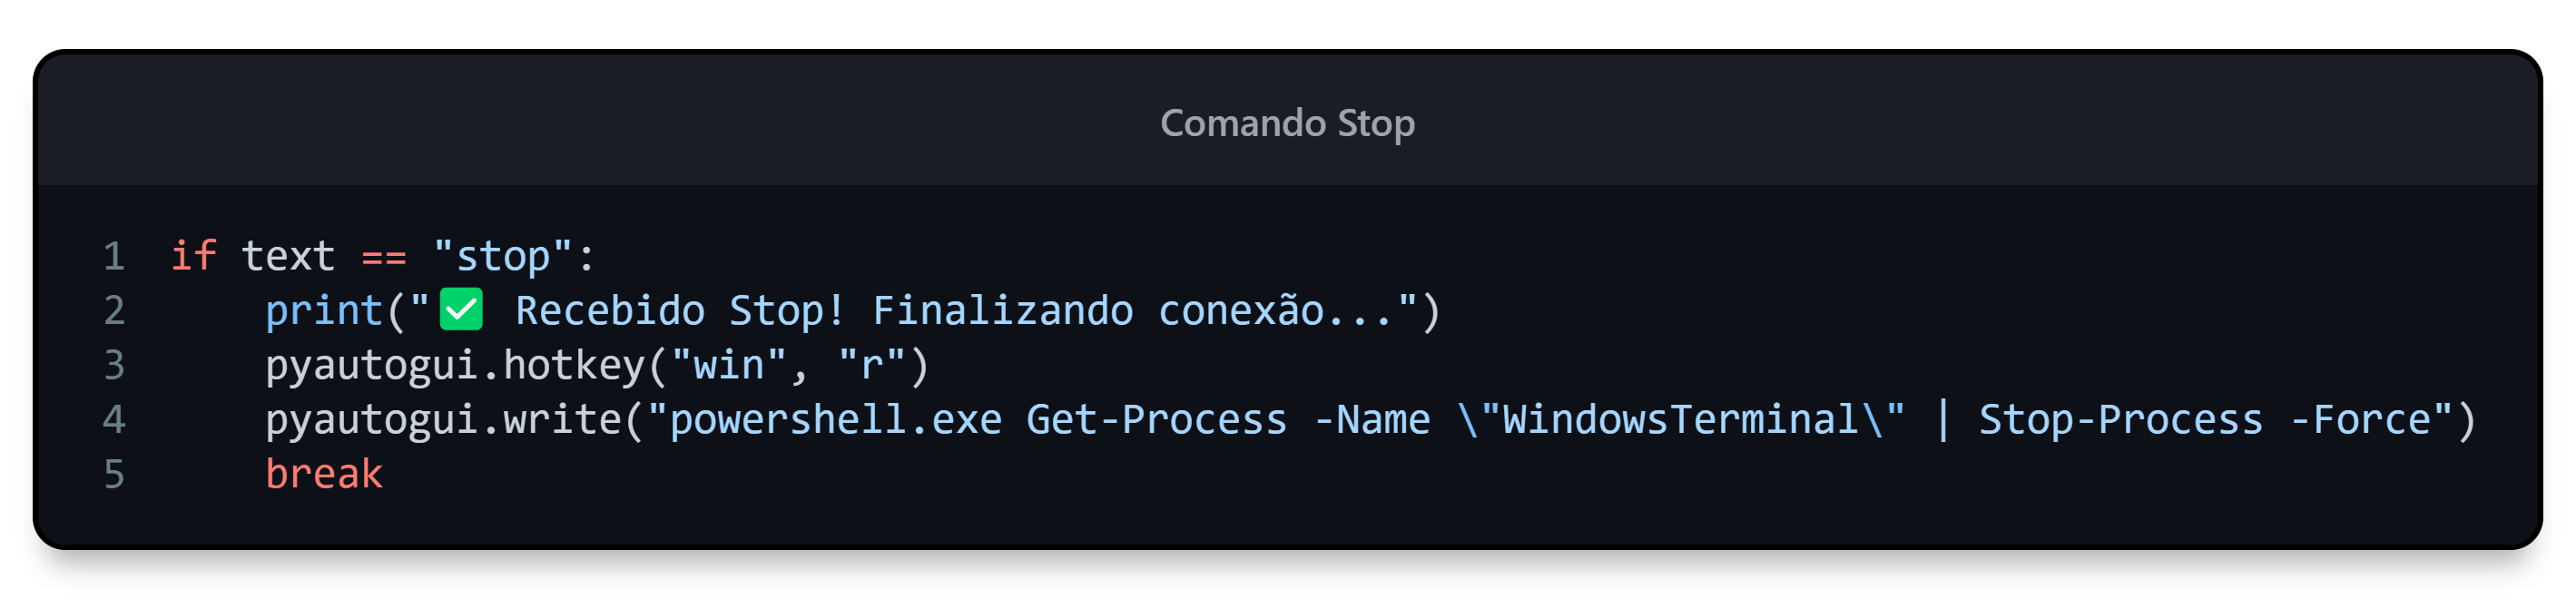 Comando Stop
1 if text == "stop":
2     print("✅ Recebido Stop! Finalizando conexão...")
3     pyautogui.hotkey("win", "r")
4     pyautogui.write("powershell.exe Get-Process -Name \"WindowsTerminal\" | Stop-Process -Force")
5     break